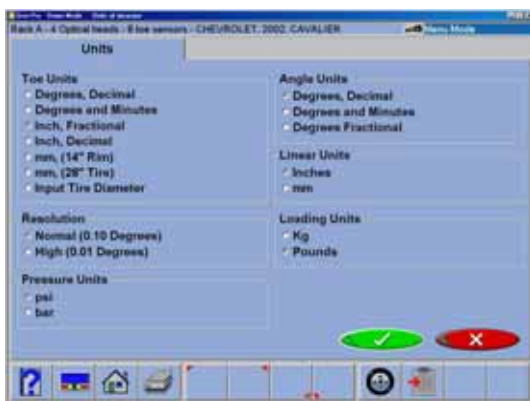 Rack A - 4 Optical heads - 8 toe sensors - CHEVROLET, 2002, CAVALIER
Menu Mode
Units
Toe Units
Degrees, Decimal
Degrees and Minutes
Inch, Fractional
Inch, Decimal
mm, (14" Rim)
mm, (28" Tire)
Input Tire Diameter
Resolution
Normal (0.10 Degrees)
High (0.01 Degrees)
Pressure Units
psi
bar
Angle Units
Degrees, Decimal
Degrees and Minutes
Degrees Fractional
Linear Units
Inches
mm
Loading Units
Kg
Pounds
?